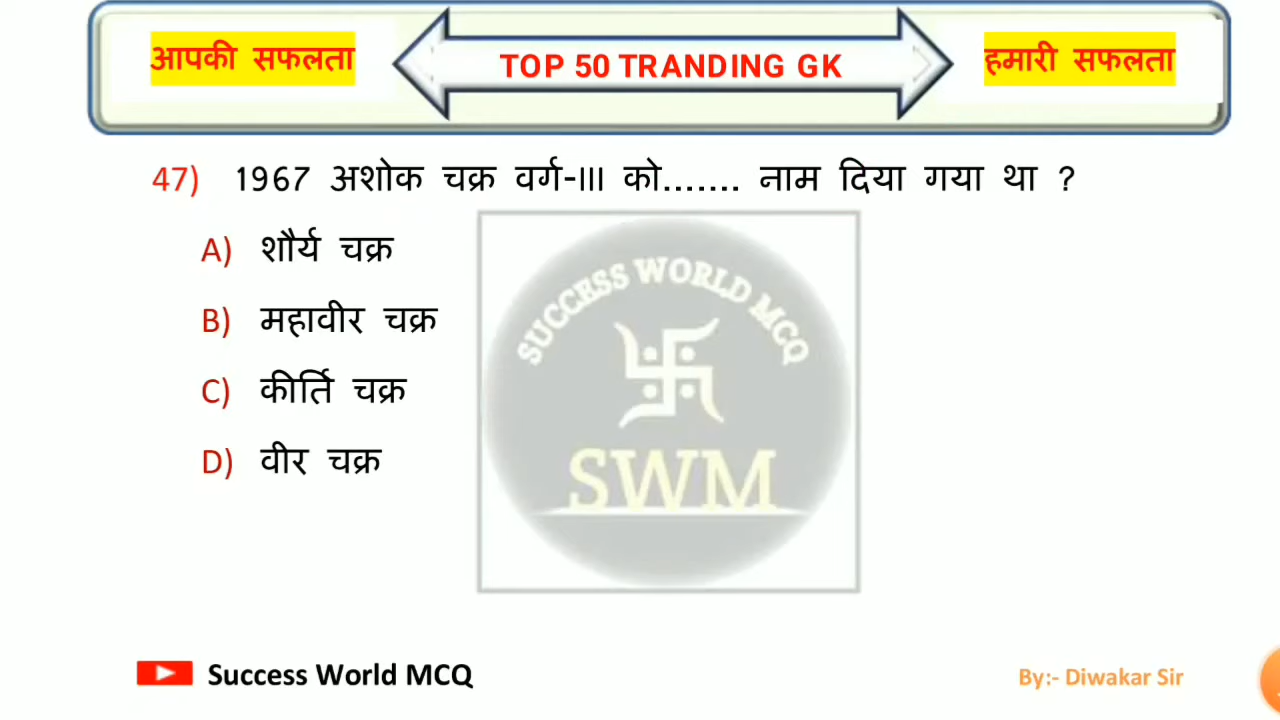 आपकी सफलता
TOP 50 TRANDING GK
हमारी सफलता
47) 1967 अशोक चक्र वर्ग-III को....... नाम दिया गया था ?
A) शौर्य चक्र
B) महावीर चक्र
C) कीर्ति चक्र
D) वीर चक्र
SUCCESS WORLD MCQ
SWM
Success World MCQ
By:- Diwakar Sir